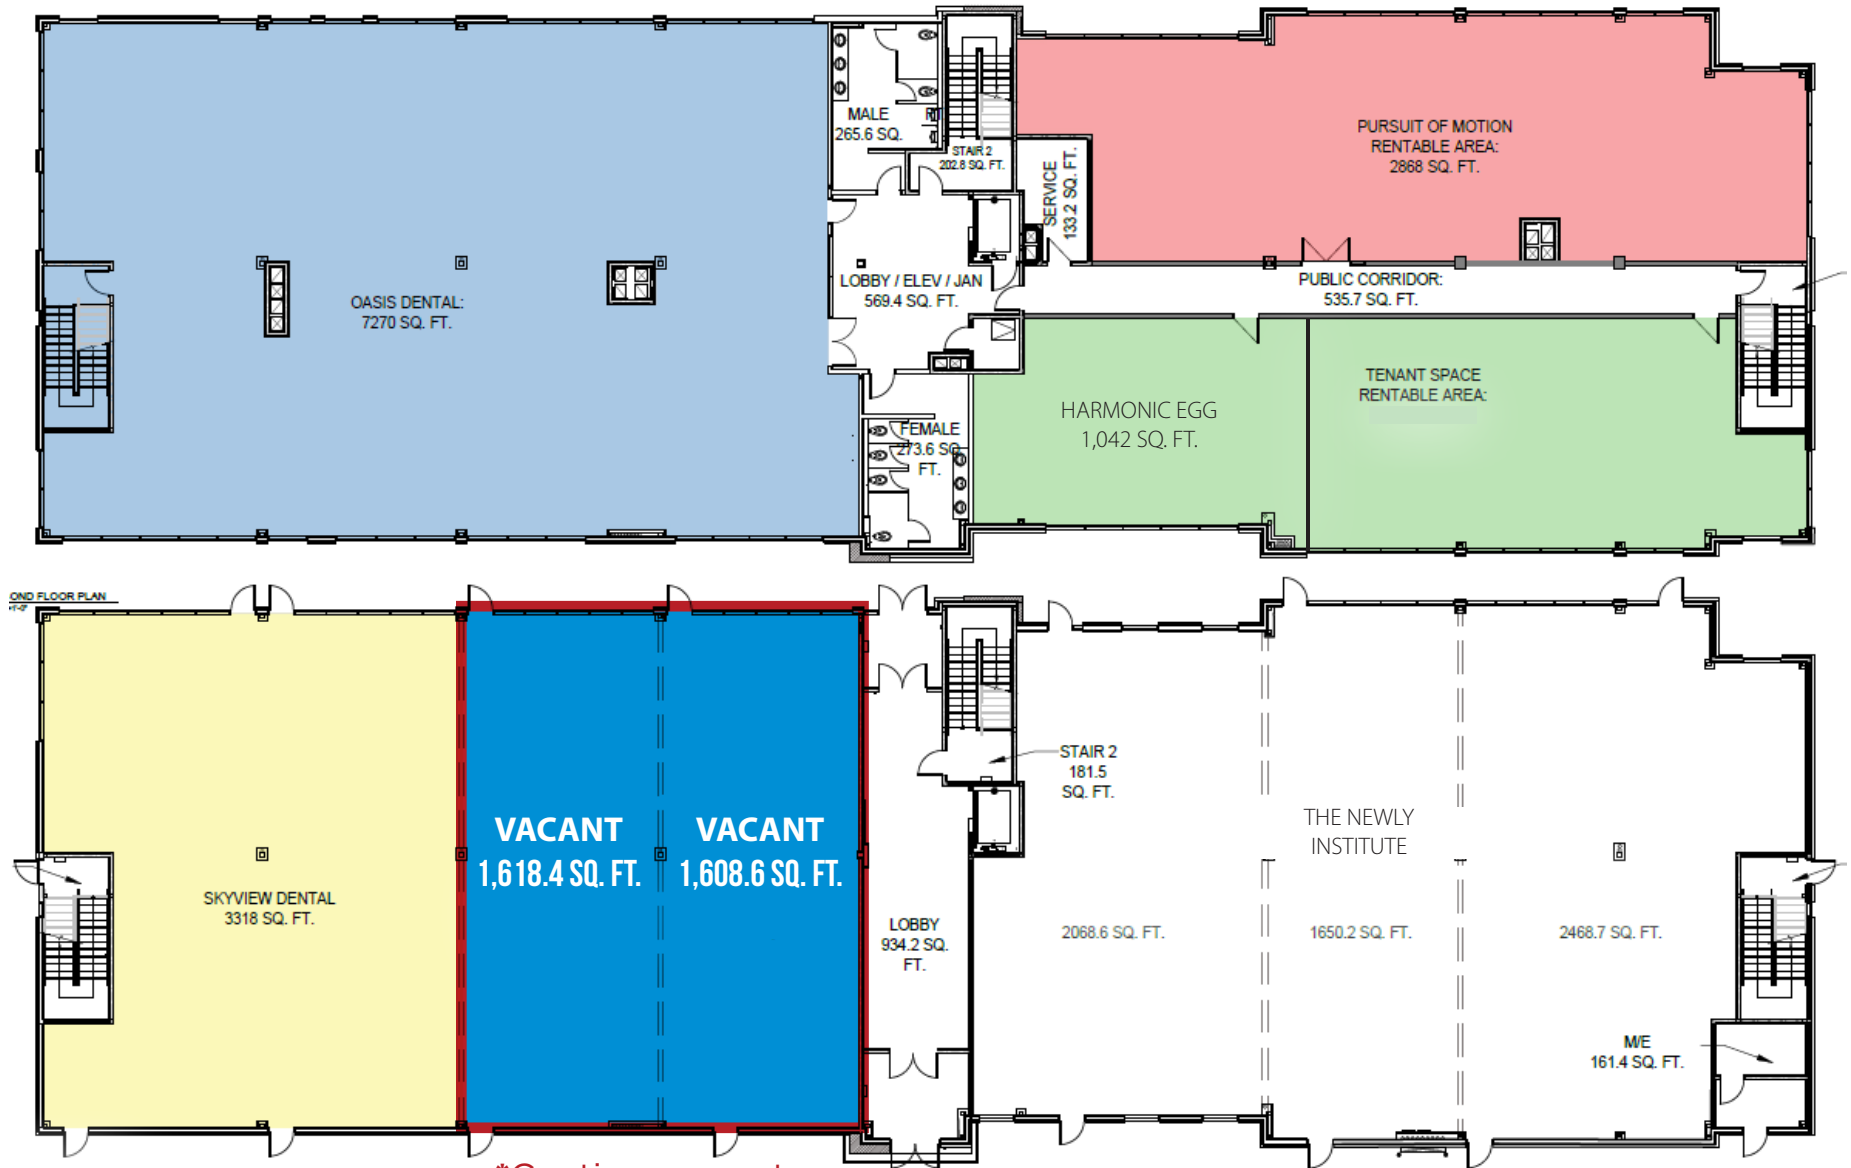 MALE
265.6 SQ.
STAIR 2
202.8 SQ. FT.
SERVICE
133.2 SQ. FT.
PURSUIT OF MOTION
RENTABLE AREA:
2868 SQ. FT.
OASIS DENTAL:
7270 SQ. FT.
LOBBY / ELEV / JAN
569.4 SQ. FT.
PUBLIC CORRIDOR:
535.7 SQ. FT.
HARMONIC EGG
1,042 SQ. FT.
TENANT SPACE
RENTABLE AREA:
FEMALE
273.6 SQ.
FT.
OND FLOOR PLAN
STAIR 2
181.5
SQ. FT.
VACANT
1,618.4 SQ. FT.
VACANT
1,608.6 SQ. FT.
THE NEWLY
INSTITUTE
SKYVIEW DENTAL
3318 SQ. FT.
LOBBY
934.2 SQ.
FT.
2068.6 SQ. FT.
1650.2 SQ. FT.
2468.7 SQ. FT.
M/E
161.4 SQ. FT.